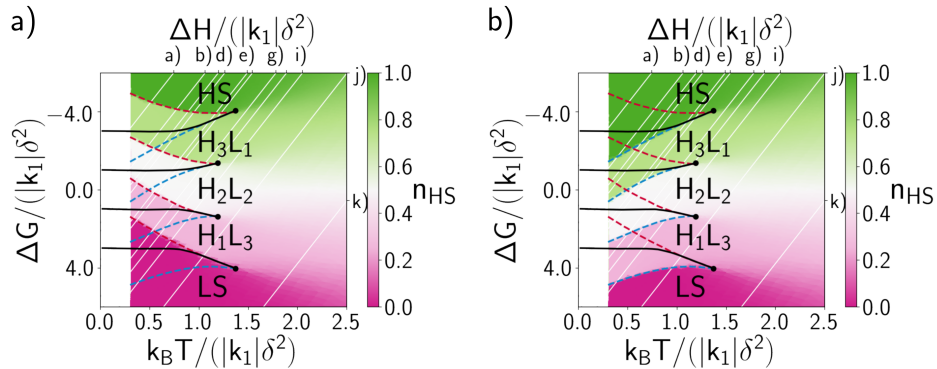 a)
ΔH/(|k₁|δ²)
a) b) d) e) g) i)
j)
k)
ΔG/(|k₁|δ²)
−4.0
0.0
4.0
HS
H₃L₁
H₂L₂
H₁L₃
LS
0.0 0.5 1.0 1.5 2.0 2.5
k_BT/(|k₁|δ²)
1.0
0.8
0.6
0.4
0.2
0.0
n_HS
b)
ΔH/(|k₁|δ²)
a) b) d) e) g) i)
j)
k)
ΔG/(|k₁|δ²)
−4.0
0.0
4.0
HS
H₃L₁
H₂L₂
H₁L₃
LS
0.0 0.5 1.0 1.5 2.0 2.5
k_BT/(|k₁|δ²)
1.0
0.8
0.6
0.4
0.2
0.0
n_HS